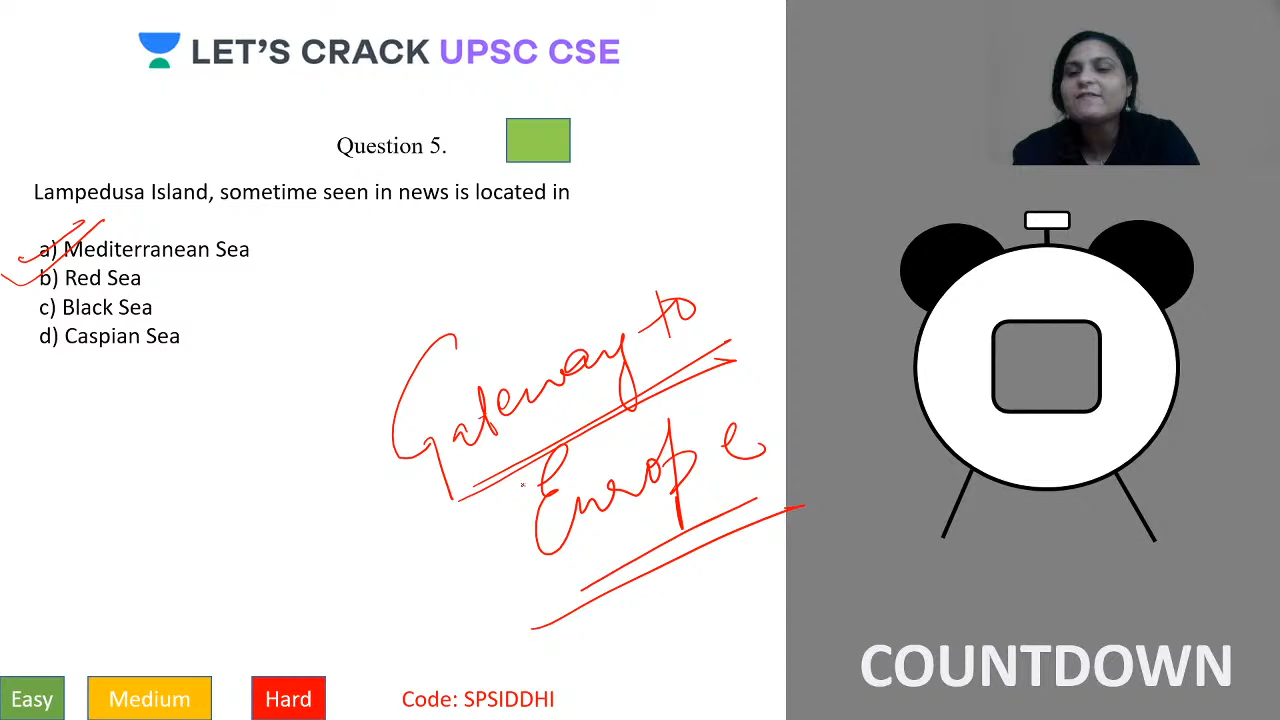 LET'S CRACK UPSC CSE
Question 5.
Lampedusa Island, sometime seen in news is located in
a) Mediterranean Sea
b) Red Sea
c) Black Sea
d) Caspian Sea
Gateway to
Europe
Easy
Medium
Hard
Code: SPSIDDHI
COUNTDOWN